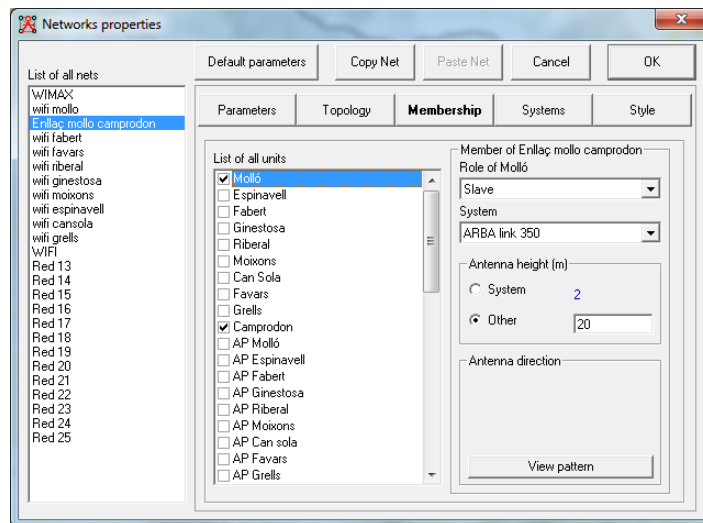 Networks properties
Default parameters
Copy Net
Paste Net
Cancel
OK
List of all nets
WIMAX
wifi mollo
Enllaç mollo camprodon
wifi fabert
wifi favars
wifi riberal
wifi ginestosa
wifi moixons
wifi espinavell
wifi cansola
wifi grells
WIFI
Red 13
Red 14
Red 15
Red 16
Red 17
Red 18
Red 19
Red 20
Red 21
Red 22
Red 23
Red 24
Red 25
Parameters
Topology
Membership
Systems
Style
List of all units
Molló
Espinavell
Fabert
Ginestosa
Riberal
Moixons
Can Sola
Favars
Grells
Camprodon
AP Molló
AP Espinavell
AP Fabert
AP Ginestosa
AP Riberal
AP Moixons
AP Can sola
AP Favars
AP Grells
Member of Enllaç mollo camprodon
Role of Molló
Slave
System
ARBA link 350
Antenna height (m)
System 2
Other 20
Antenna direction
View pattern